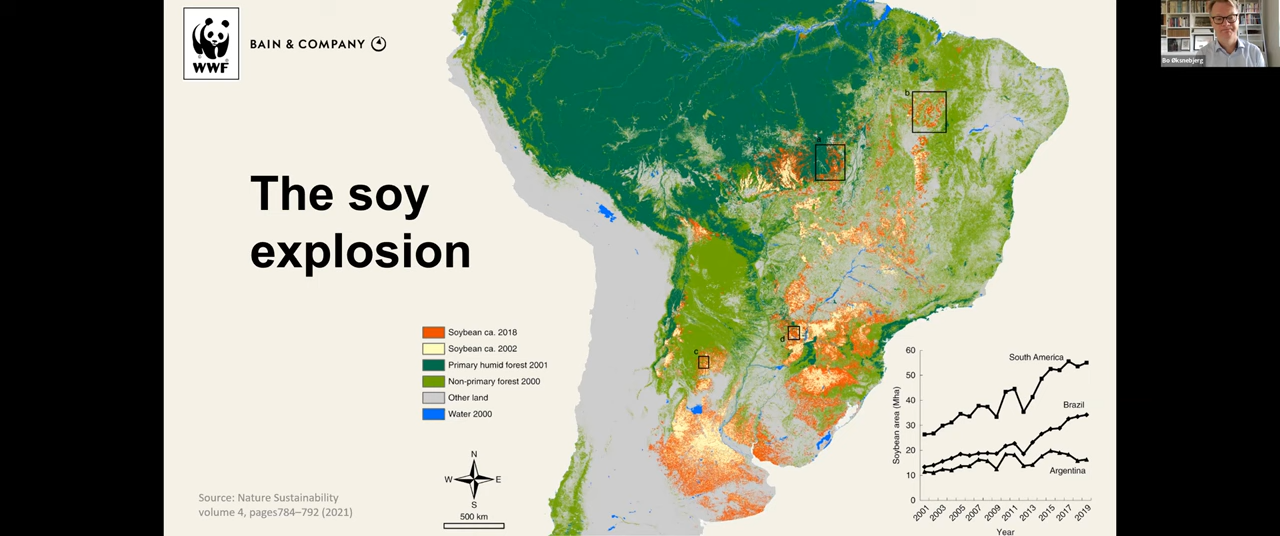 WWF
BAIN & COMPANY
Bo Øksnebjerg
The soy
explosion
b
a
c
d
Soybean ca. 2018
Soybean ca. 2002
Primary humid forest 2001
Non-primary forest 2000
Other land
Water 2000
N
W
E
S
500 km
Source: Nature Sustainability
volume 4, pages784–792 (2021)
Soybean area (Mha)
60
50
40
30
20
10
0
South America
Brazil
Argentina
2001
2003
2005
2007
2009
2011
2013
2015
2017
2019
Year